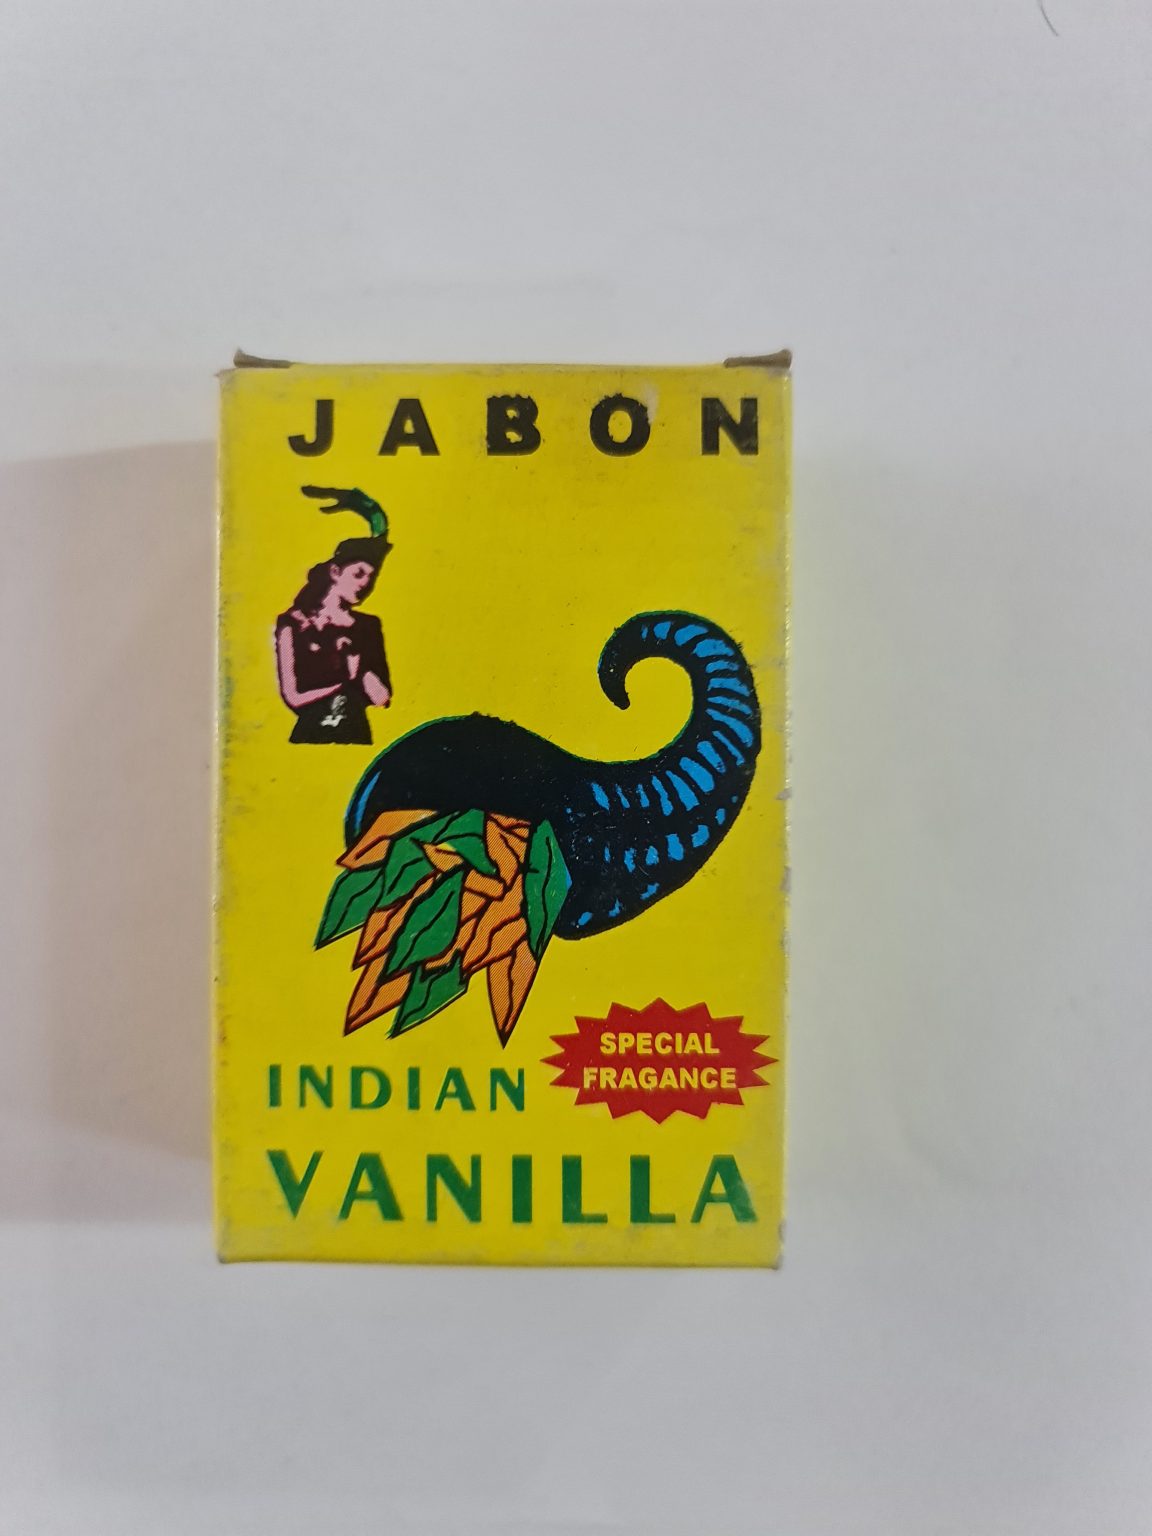 JABON
SPECIAL
FRAGANCE
INDIAN
VANILLA